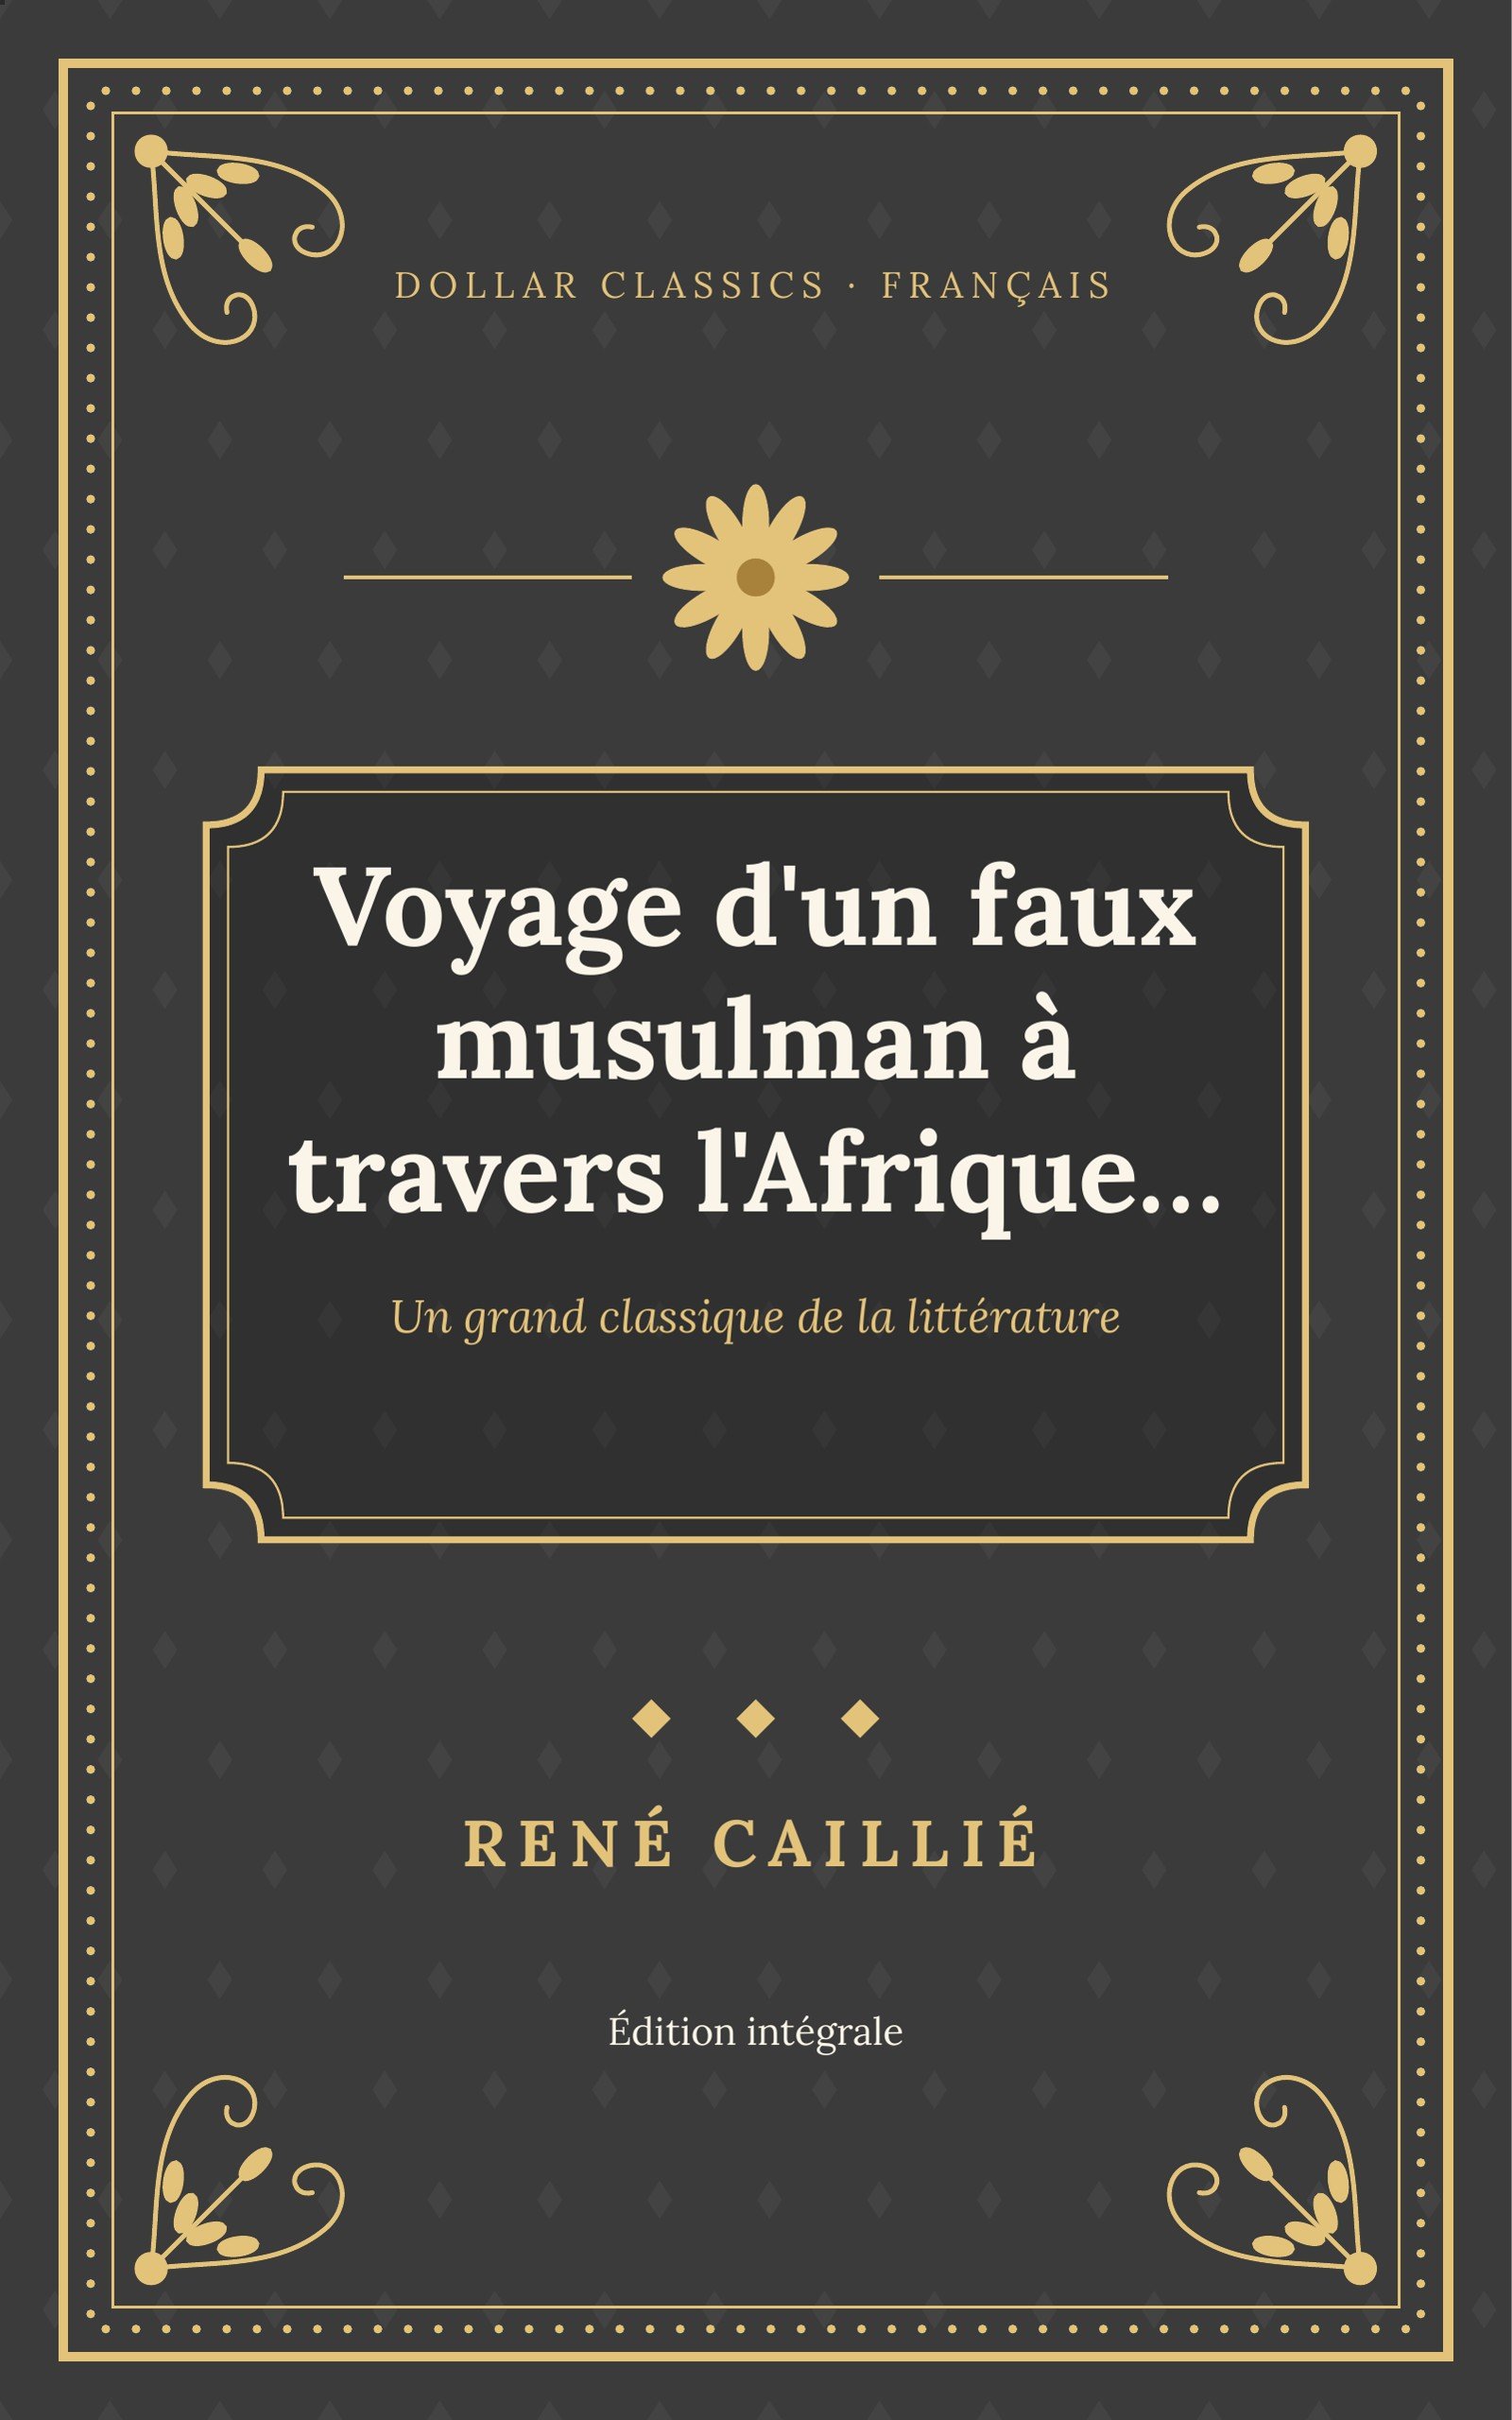 DOLLAR CLASSICS · FRANÇAIS
Voyage d'un faux
musulman à
travers l'Afrique...
Un grand classique de la littérature
RENÉ CAILLIÉ
Édition intégrale